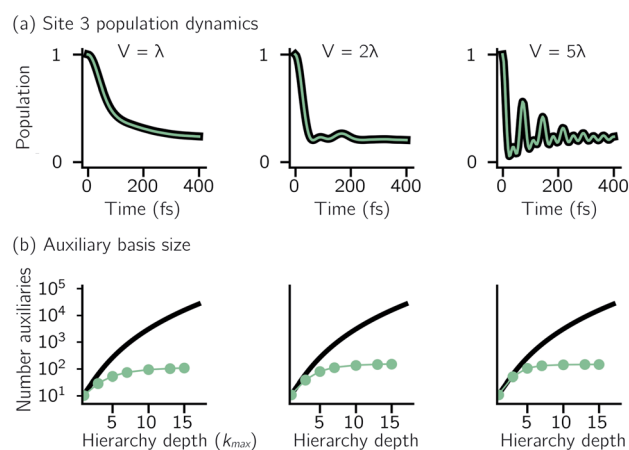 (a) Site 3 population dynamics
V = λ
V = 2λ
V = 5λ
Population
1
0
1
0
1
0
0 200 400
0 200 400
0 200 400
Time (fs)
Time (fs)
Time (fs)
(b) Auxiliary basis size
Number auxiliaries
10⁵
10⁴
10³
10²
10¹
5 10 15
5 10 15
5 10 15
Hierarchy depth (kmax)
Hierarchy depth
Hierarchy depth